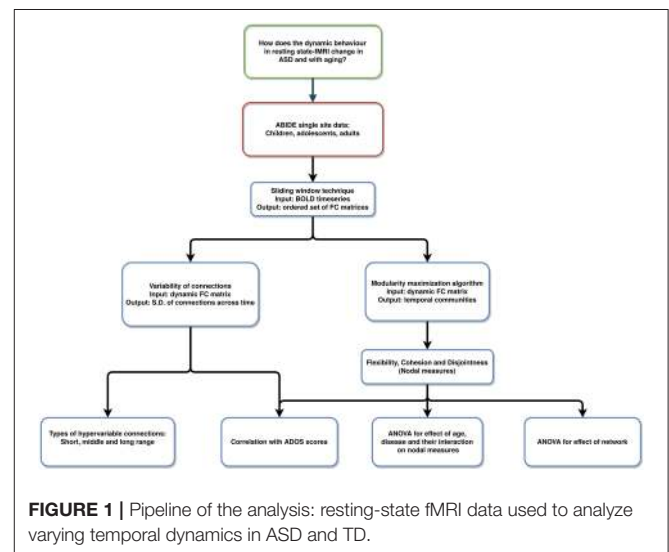 How does the dynamic behaviour
in resting state-fMRI change in
ASD and with aging?
ABIDE single site data;
Children, adolescents, adults
Sliding window technique
Input: BOLD timeseries
Output: ordered set of FC matrices
Variability of connections
Input: dynamic FC matrix
Output: S.D. of connections across time
Modularity maximization algorithm
Input: dynamic FC matrix
Output: temporal communities
Flexibility, Cohesion and Disjointness
(Nodal measures)
Types of hypervariable connections:
Short, middle and long range
Correlation with ADOS scores
ANOVA for effect of age,
disease and their interaction
on nodal measures
ANOVA for effect of network
FIGURE 1 | Pipeline of the analysis: resting-state fMRI data used to analyze
varying temporal dynamics in ASD and TD.